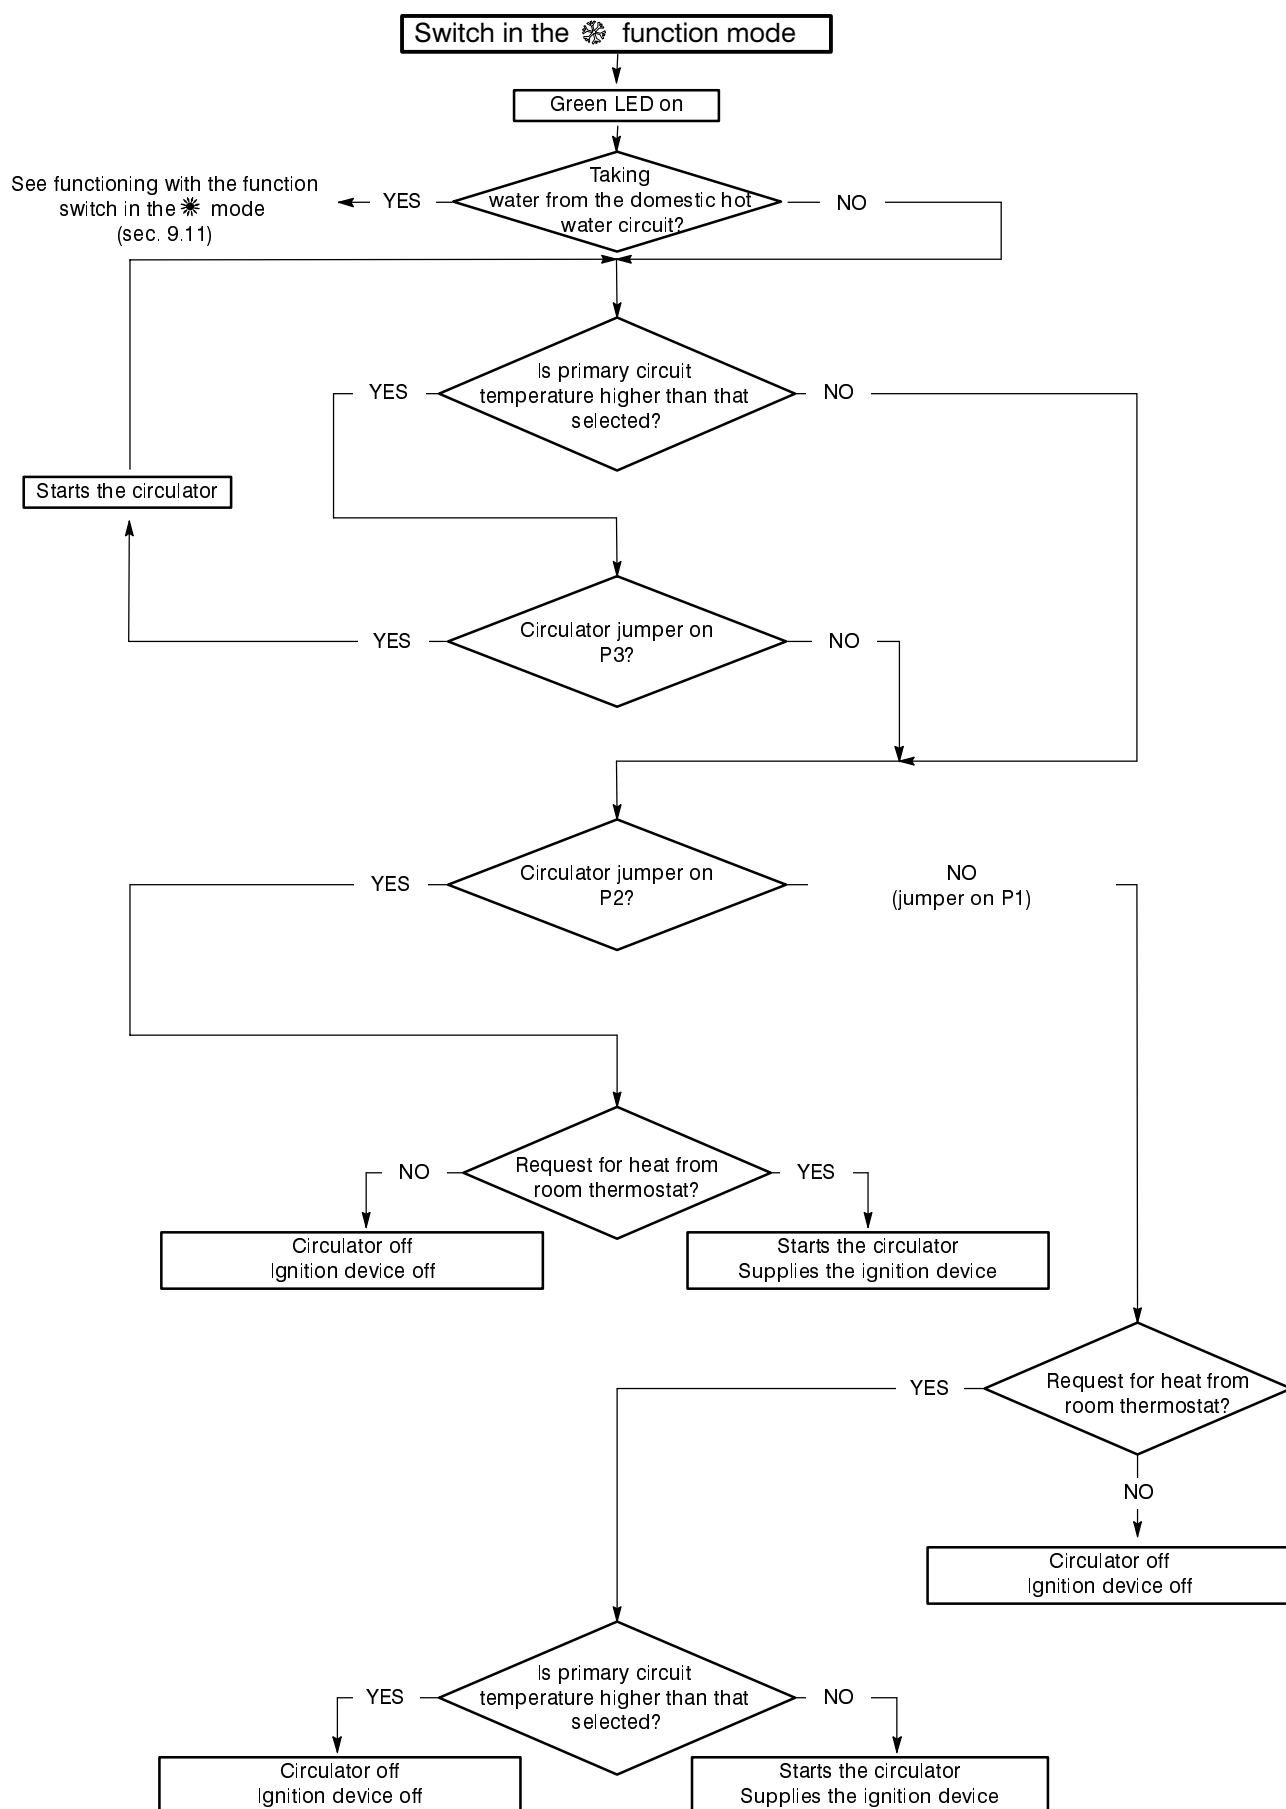 Switch in the ❄ function mode
Green LED on
Taking
water from the domestic hot
water circuit?
YES
NO
See functioning with the function
switch in the ☀ mode
(sec. 9.11)
Is primary circuit
temperature higher than that
selected?
YES
NO
Starts the circulator
Circulator jumper on
P3?
YES
NO
Circulator jumper on
P2?
YES
NO
(jumper on P1)
Request for heat from
room thermostat?
NO
YES
Circulator off
Ignition device off
Starts the circulator
Supplies the ignition device
Request for heat from
room thermostat?
YES
NO
Circulator off
Ignition device off
Is primary circuit
temperature higher than that
selected?
YES
NO
Circulator off
Ignition device off
Starts the circulator
Supplies the ignition device